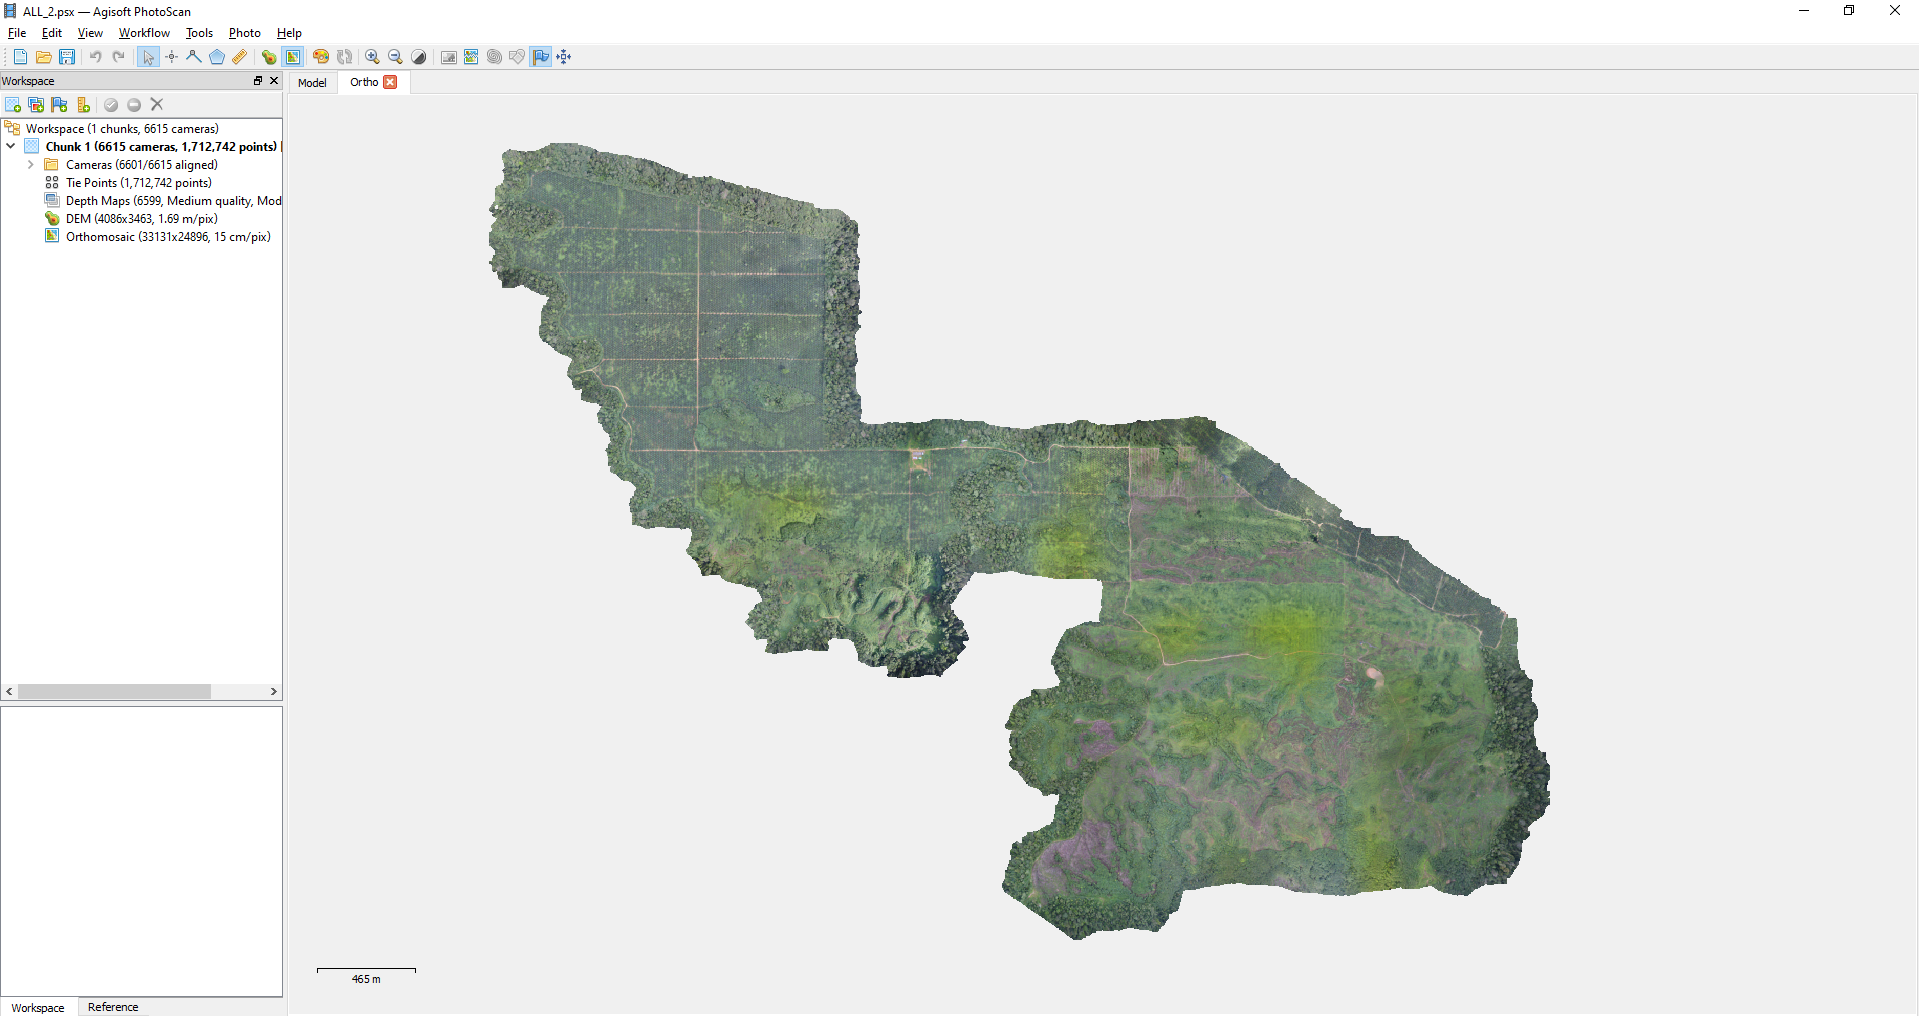 ALL_2.psx — Agisoft PhotoScan
File Edit View Workflow Tools Photo Help
Workspace
Model Ortho
Workspace (1 chunks, 6615 cameras)
Chunk 1 (6615 cameras, 1,712,742 points)
Cameras (6601/6615 aligned)
Tie Points (1,712,742 points)
Depth Maps (6599, Medium quality, Mod
DEM (4086x3463, 1.69 m/pix)
Orthomosaic (33131x24896, 15 cm/pix)
465 m
Workspace Reference